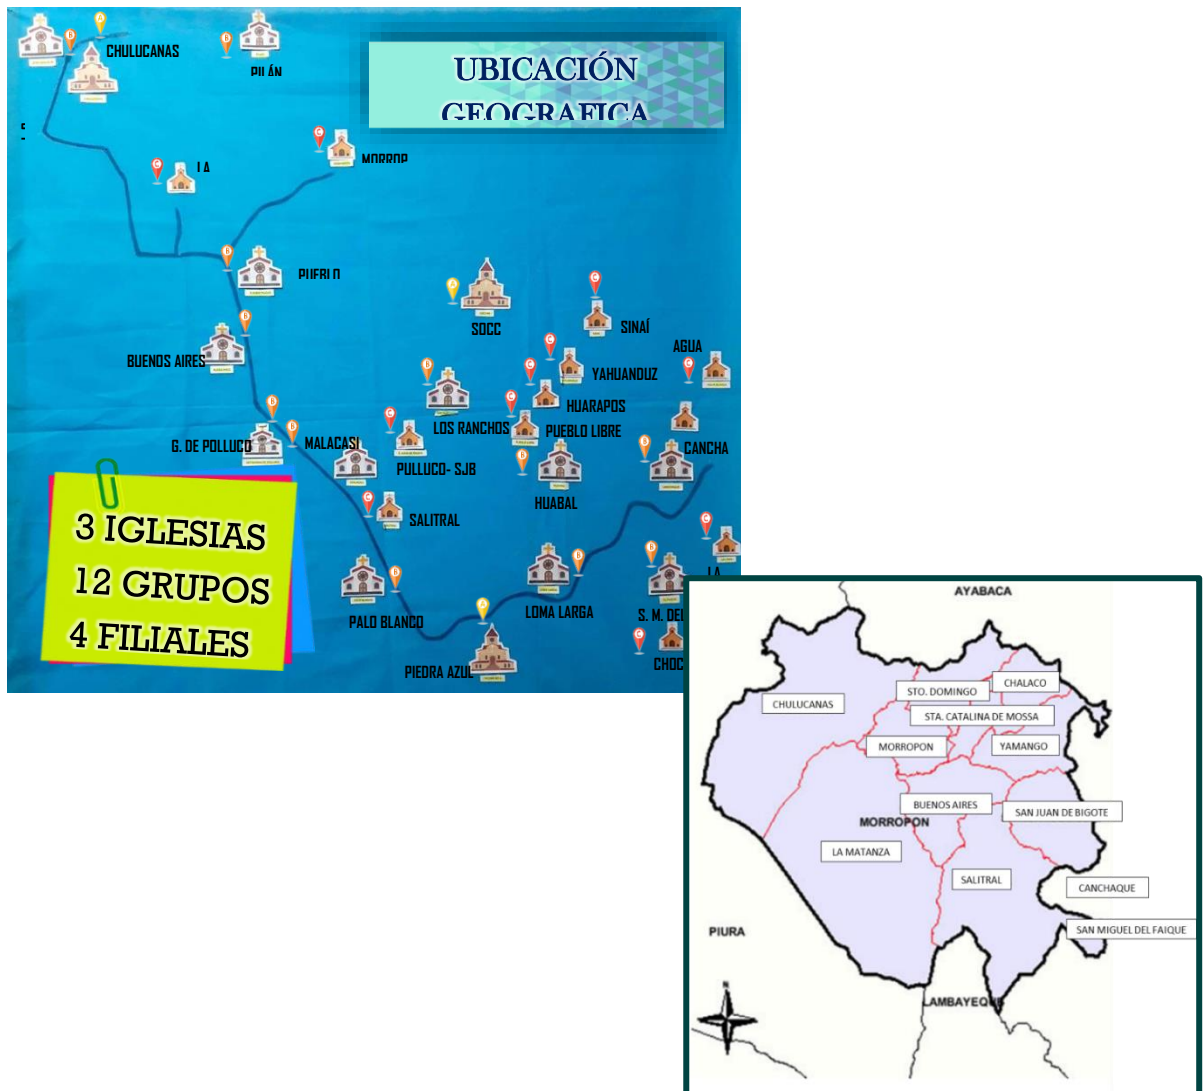 UBICACIÓN
GEOGRAFICA
CHULUCANAS
PILÁN
LA
MORROP
PUEBLO
SOCC
SINAÍ
AGUA
BUENOS AIRES
YAHUANDUZ
HUARAPOS
LOS RANCHOS
PUEBLO LIBRE
G. DE POLLUCO
MALACASI
CANCHA
PULLUCO- SJB
HUABAL
SALITRAL
3 IGLESIAS
12 GRUPOS
4 FILIALES
LA
PALO BLANCO
LOMA LARGA
S. M. DEL
PIEDRA AZUL
CHOC
A
B
B
C
C
B
A
C
B
C
B
C
C
B
C
B
C
B
B
C
C
B
B
B
A
C
AYABACA
CHALACO
STO. DOMINGO
CHULUCANAS
STA. CATALINA DE MOSSA
MORROPON
YAMANGO
BUENOS AIRES
SAN JUAN DE BIGOTE
MORROPON
LA MATANZA
SALITRAL
CANCHAQUE
SAN MIGUEL DEL FAIQUE
PIURA
N
LAMBAYEQUE